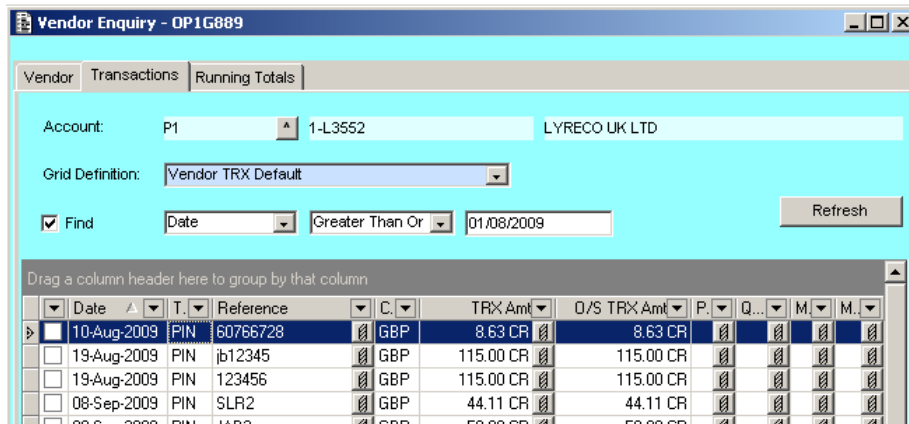 Vendor Enquiry - OP1G889
Vendor Transactions Running Totals
Account: P1 1-L3552 LYRECO UK LTD
Grid Definition: Vendor TRX Default
Find Date Greater Than Or 01/08/2009 Refresh
Drag a column header here to group by that column
Date T. Reference C. TRX Amt O/S TRX Amt P. Q... M. M.
10-Aug-2009 PIN 60766728 GBP 8.63 CR 8.63 CR
19-Aug-2009 PIN jb12345 GBP 115.00 CR 115.00 CR
19-Aug-2009 PIN 123456 GBP 115.00 CR 115.00 CR
08-Sep-2009 PIN SLR2 GBP 44.11 CR 44.11 CR